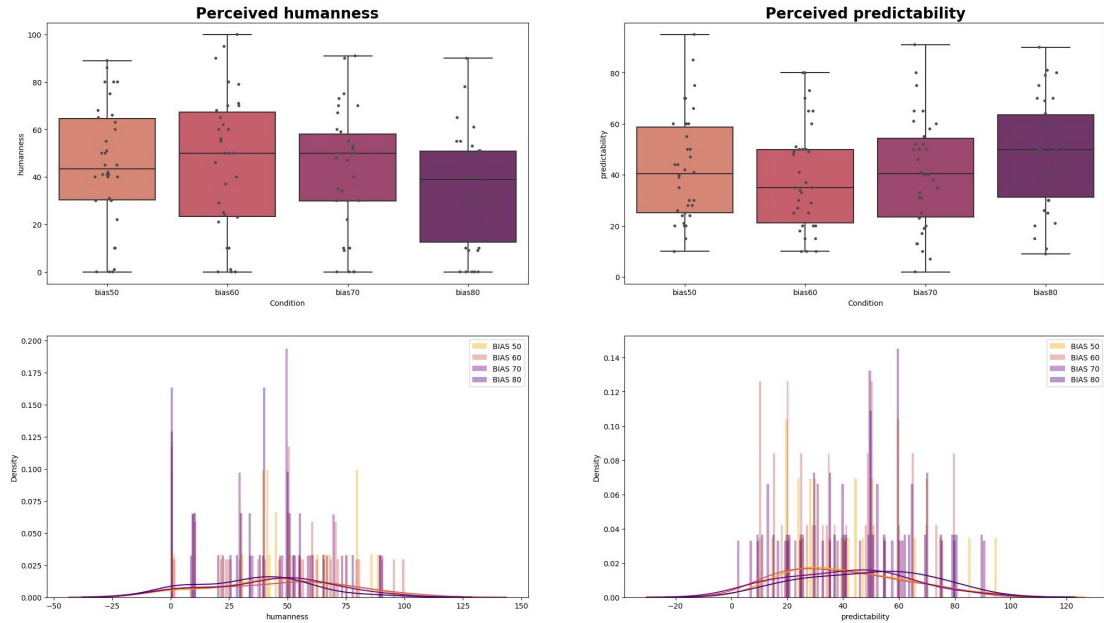 Perceived humanness
100
80
60
40
20
0
humanness
bias50 bias60 bias70 bias80
Condition
Perceived predictability
80
60
40
20
0
predictability
bias50 bias60 bias70 bias80
Condition
0.200
0.175
0.150
0.125
0.100
0.075
0.050
0.025
0.000
Density
BIAS 50
BIAS 60
BIAS 70
BIAS 80
−50 −25 0 25 50 75 100 125 150
humanness
0.14
0.12
0.10
0.08
0.06
0.04
0.02
0.00
Density
BIAS 50
BIAS 60
BIAS 70
BIAS 80
−20 0 20 40 60 80 100 120
predictability